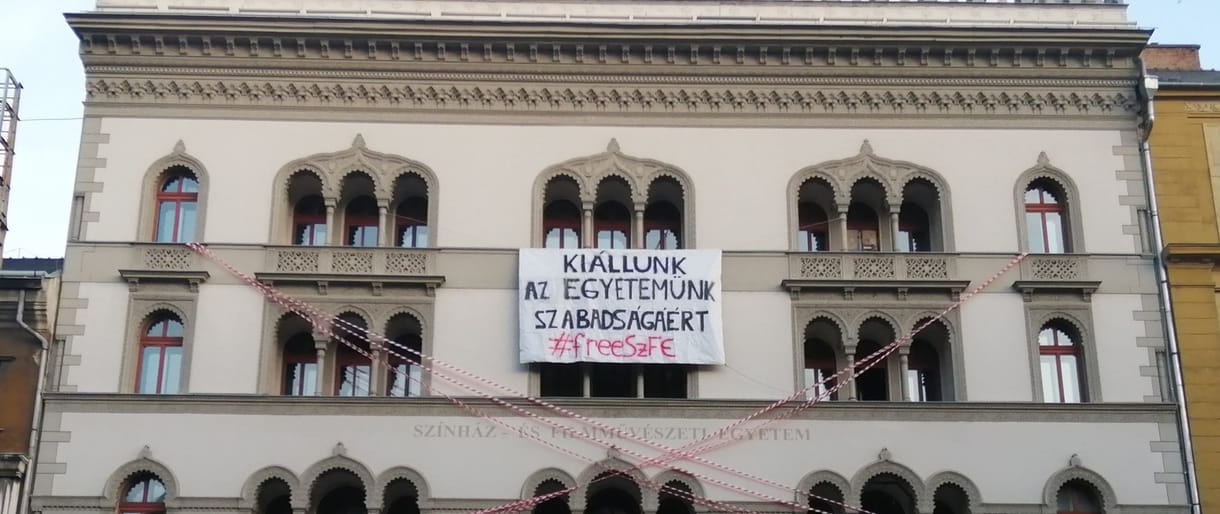 KIÁLLUNK
AZ EGYETEMÜNK
SZABADSÁGÁÉRT
#freeSzFE
SZÍNHÁZ - ÉS FILMMŰVÉSZETI EGYETEM